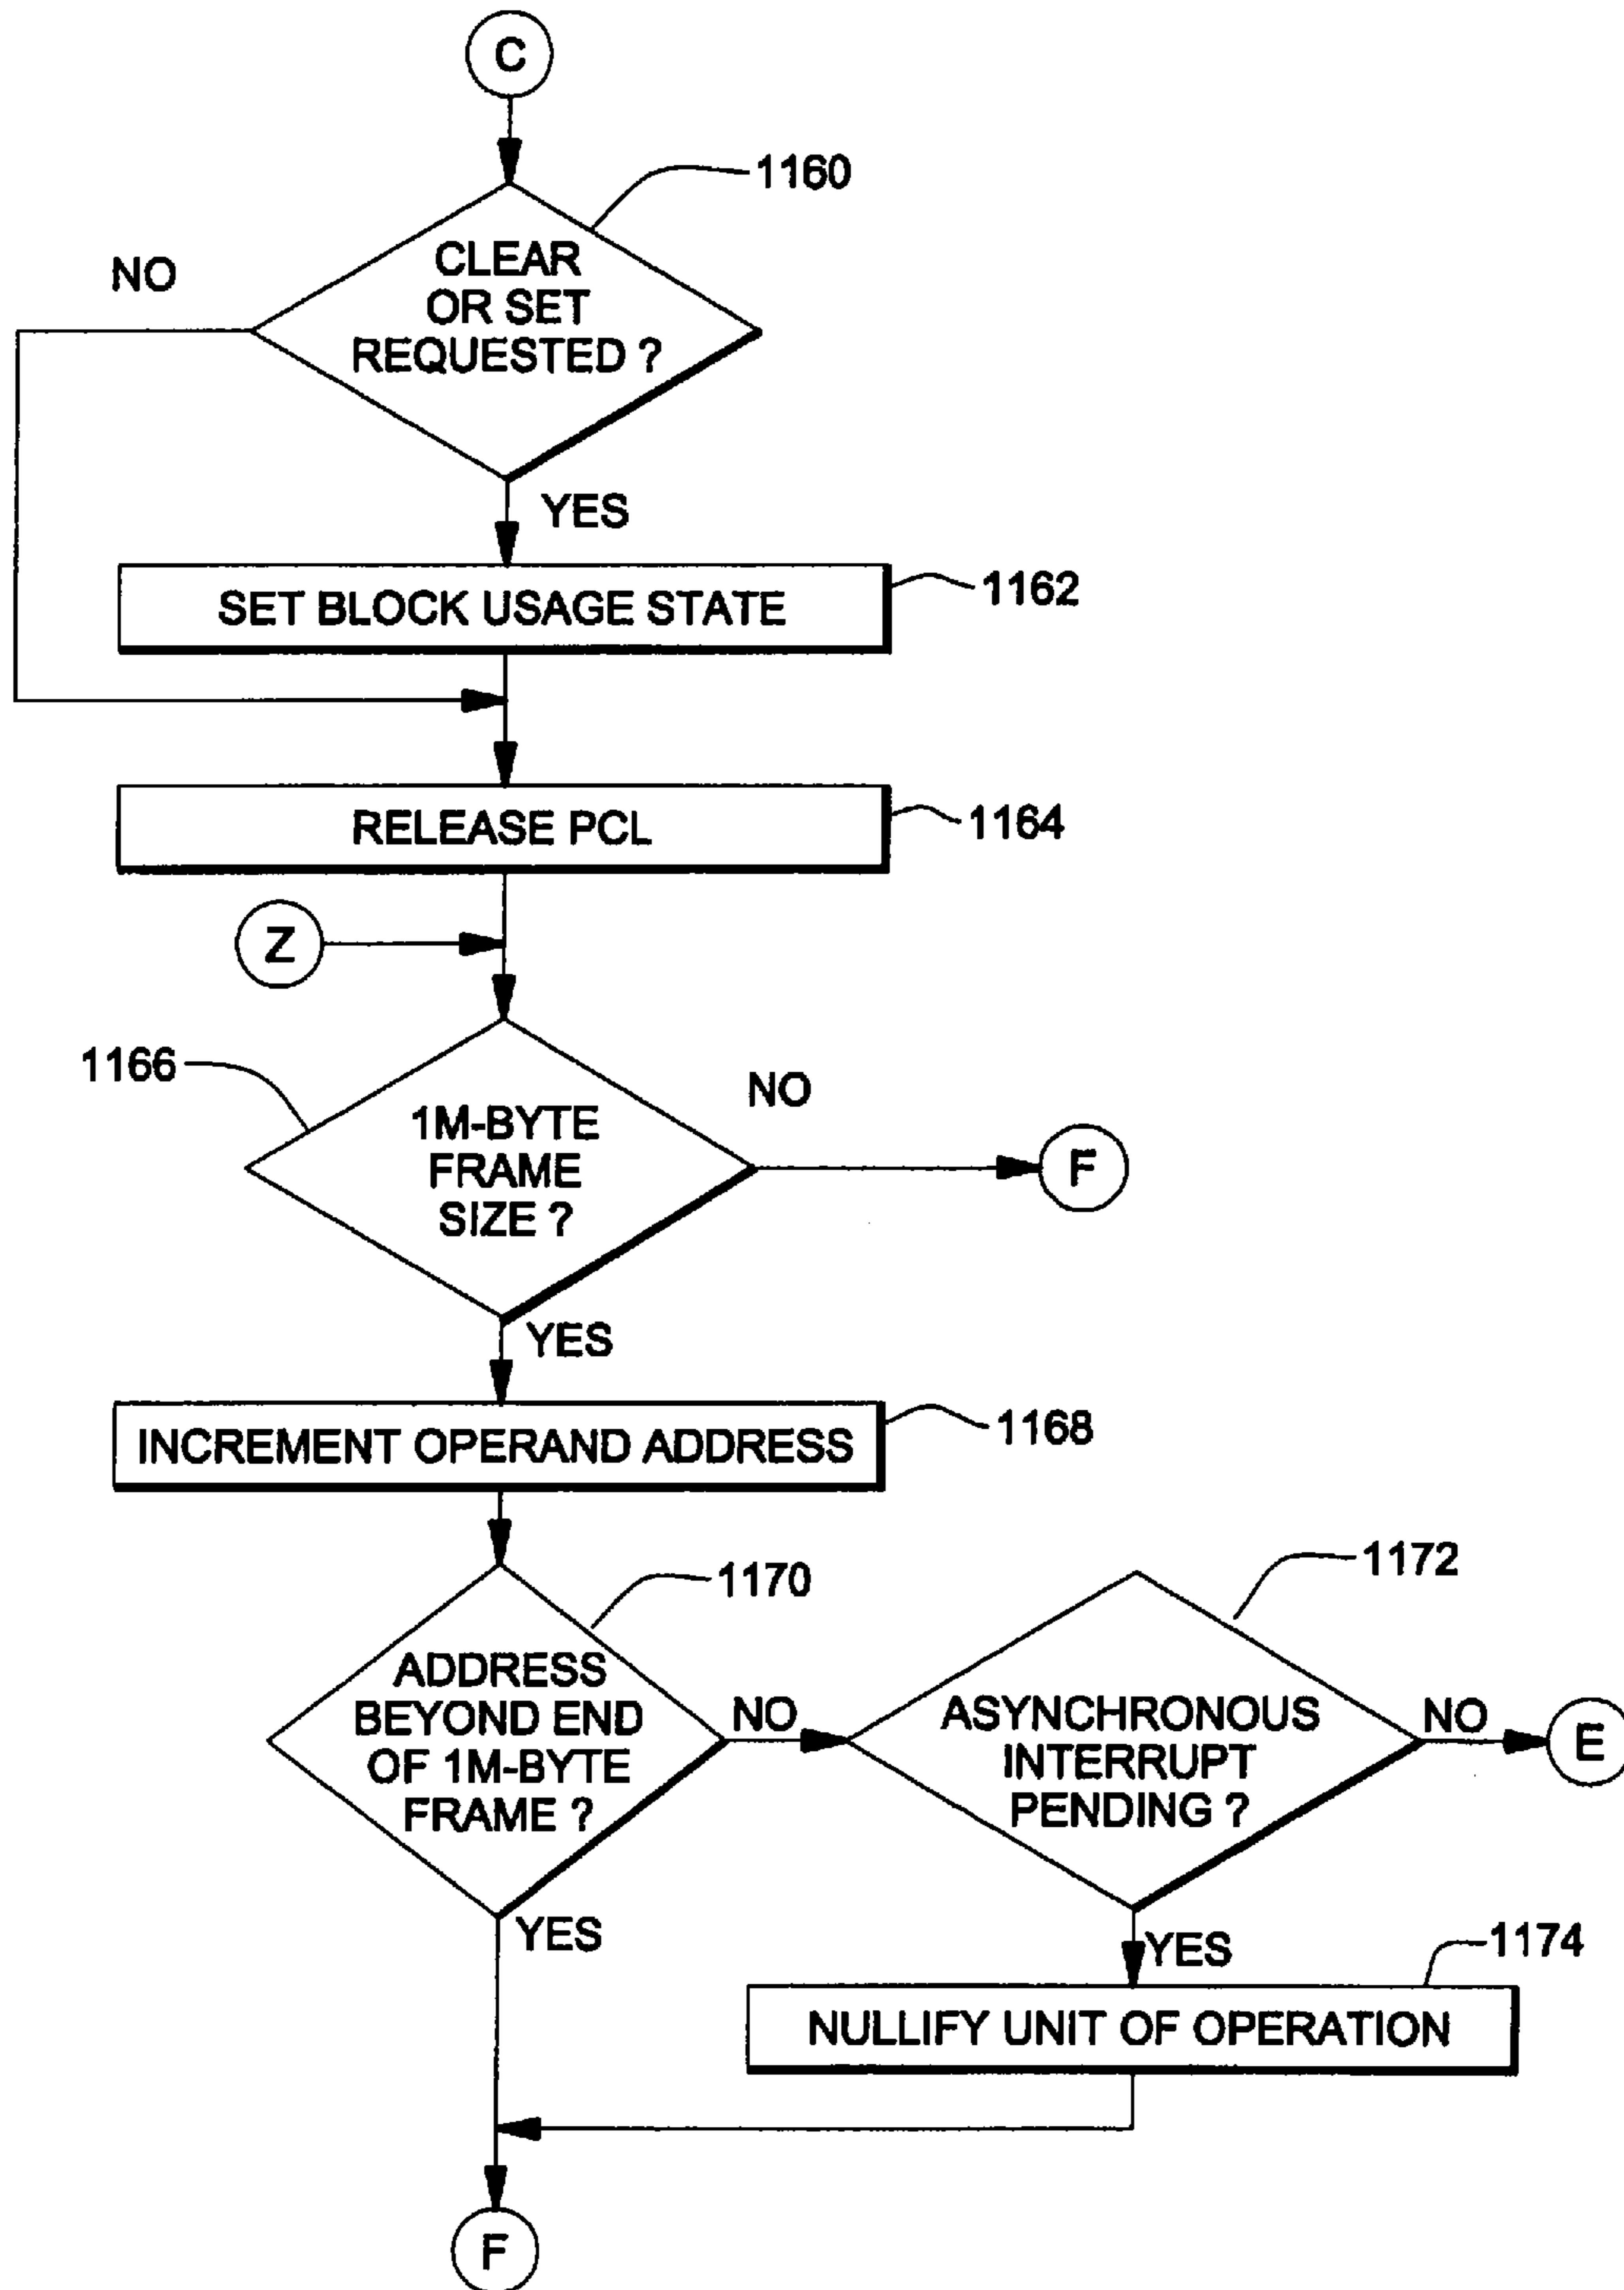 C
1160
CLEAR
OR SET
REQUESTED ?
NO
YES
SET BLOCK USAGE STATE
1162
RELEASE PCL
1164
Z
1166
1M-BYTE
FRAME
SIZE ?
NO
F
YES
INCREMENT OPERAND ADDRESS
1168
1170
ADDRESS
BEYOND END
OF 1M-BYTE
FRAME ?
NO
1172
ASYNCHRONOUS
INTERRUPT
PENDING ?
NO
E
YES
YES
1174
NULLIFY UNIT OF OPERATION
F